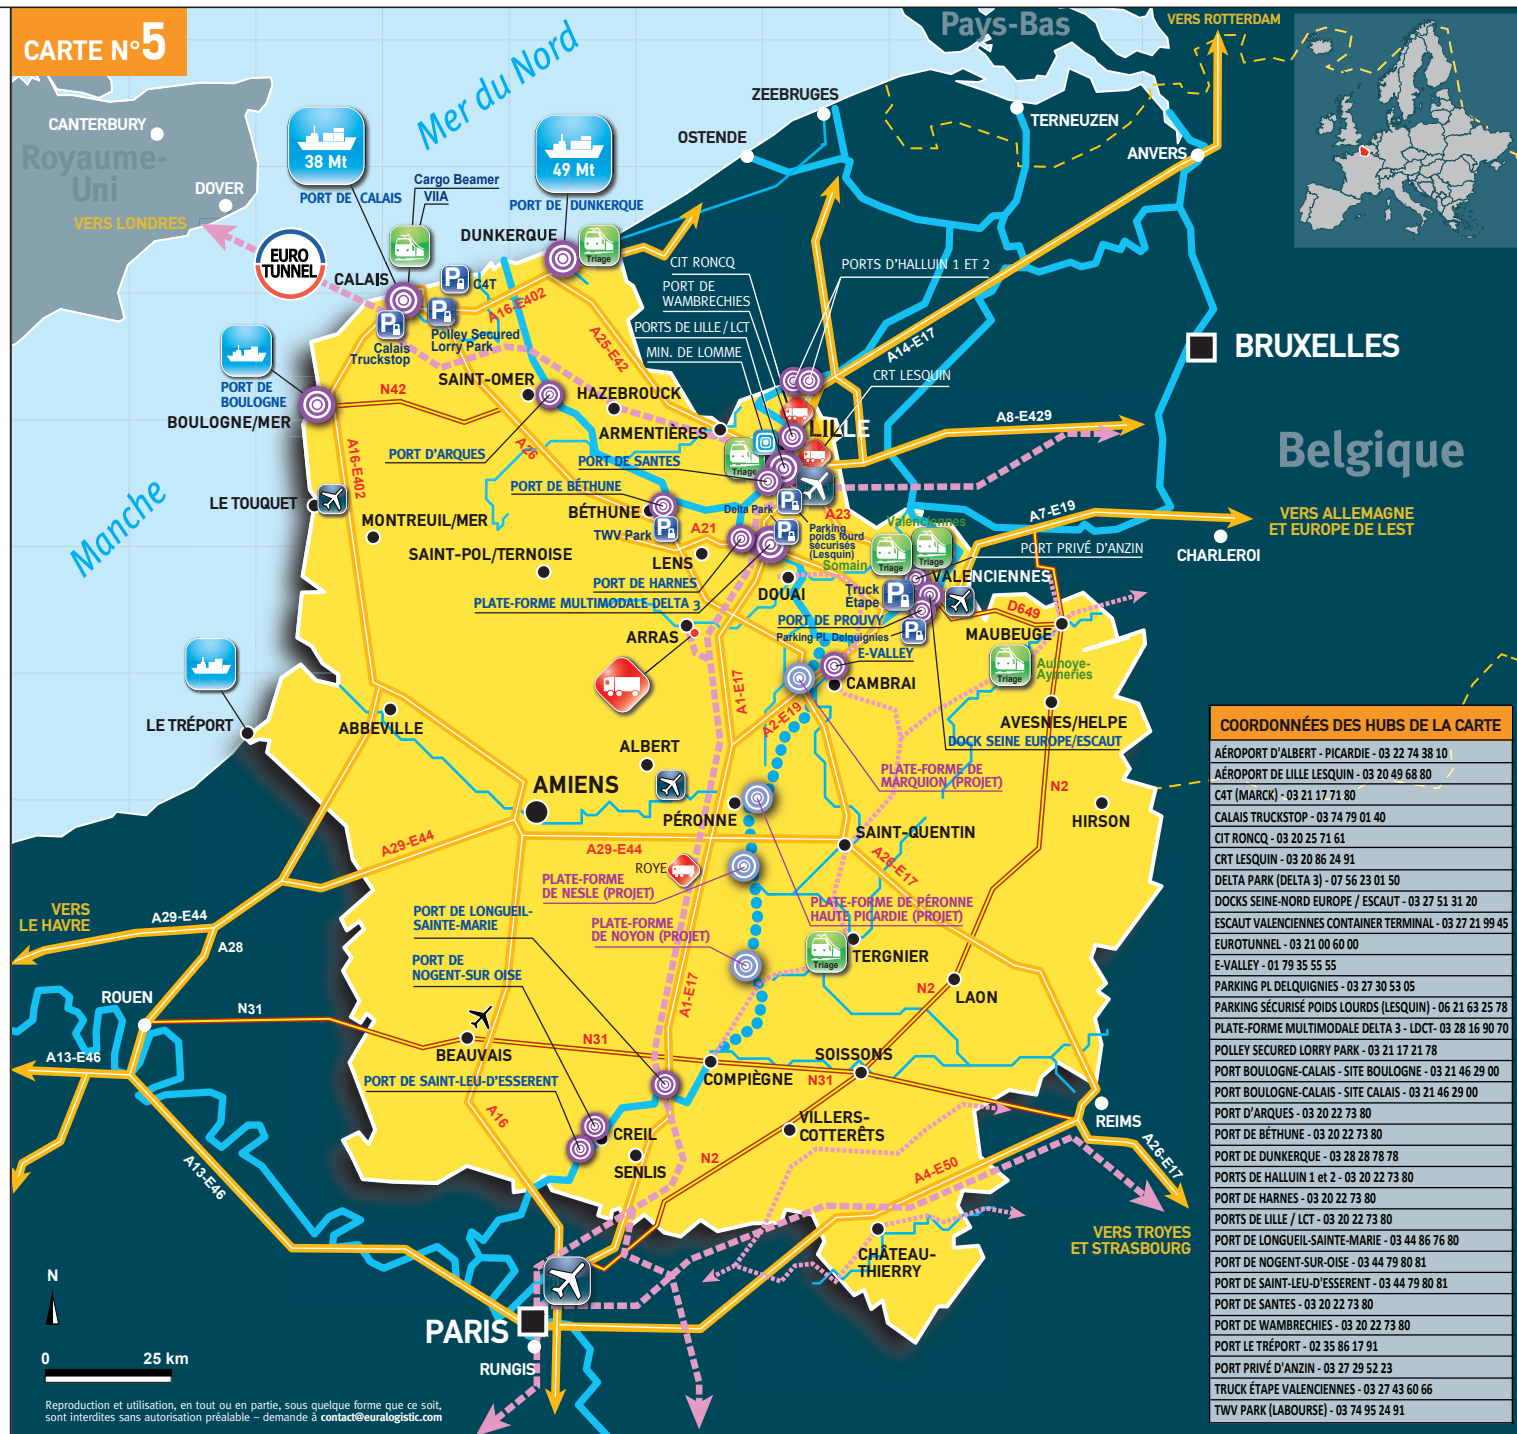 CARTE N°5
Pays-Bas
VERS ROTTERDAM
Mer du Nord
ZEEBRUGES
TERNEUZEN
CANTERBURY
OSTENDE
ANVERS
Royaume-
Uni
38 Mt
49 Mt
Cargo Beamer
VIIA
DOVER
PORT DE CALAIS
PORT DE DUNKERQUE
VERS LONDRES
DUNKERQUE
EURO
TUNNEL
Triage
CIT RONCQ
PORTS D'HALLUIN 1 ET 2
CALAIS
C4T
PORT DE
WAMBRECHIES
A16-E402
Polley Secured
Lorry Park
PORTS DE LILLE / LCT
A25-E42
A14-E17
BRUXELLES
Calais
Truckstop
MIN. DE LOMME
CRT LESQUIN
PORT DE
BOULOGNE
SAINT-OMER
N42
HAZEBROUCK
BOULOGNE/MER
A8-E429
ARMENTIÈRES
LILLE
Belgique
A16-E402
A26
PORT D'ARQUES
PORT DE SANTES
Triage
Manche
LE TOUQUET
PORT DE BÉTHUNE
BÉTHUNE
Delta Park
A23
Valenciennes
A7-E19
VERS ALLEMAGNE
ET EUROPE DE LEST
MONTREUIL/MER
TWV Park
A21
Parking
poids lourd
sécurisés
(Lesquin)
CHARLEROI
SAINT-POL/TERNOISE
LENS
Somain
Triage
Triage
PORT PRIVÉ D'ANZIN
PORT DE HARNES
DOUAI
VALENCIENNES
PLATE-FORME MULTIMODALE DELTA 3
Truck
Étape
D649
ARRAS
PORT DE PROUVY
Parking PL Delquignies
MAUBEUGE
E-VALLEY
Aulnoye-
Aymeries
Triage
CAMBRAI
A1-E17
A2-E19
LE TRÉPORT
ABBEVILLE
AVESNES/HELPE
DOCK SEINE EUROPE/ESCAUT
ALBERT
PLATE-FORME DE
MARQUION (PROJET)
N2
AMIENS
PÉRONNE
SAINT-QUENTIN
HIRSON
A29-E44
A29-E44
A26-E17
ROYE
PLATE-FORME
DE NESLE (PROJET)
PLATE-FORME DE PÉRONNE
HAUTE PICARDIE (PROJET)
VERS
LE HAVRE
A29-E44
PORT DE LONGUEIL-
SAINTE-MARIE
PLATE-FORME
DE NOYON (PROJET)
A28
PORT DE
NOGENT-SUR OISE
Triage
TERGNIER
ROUEN
A1-E17
N2
LAON
N31
BEAUVAIS
N31
SOISSONS
A13-E46
COMPIÈGNE
N31
PORT DE SAINT-LEU-D'ESSERENT
A16
VILLERS-
COTTERÊTS
REIMS
CREIL
SENLIS
N2
A4-E50
A26-E17
A13-E46
CHÂTEAU-
THIERRY
VERS TROYES
ET STRASBOURG
N
PARIS
0 25 km
RUNGIS
Reproduction et utilisation, en tout ou en partie, sous quelque forme que ce soit,
sont interdites sans autorisation préalable – demande à contact@euralogistic.com
COORDONNÉES DES HUBS DE LA CARTE
AÉROPORT D'ALBERT - PICARDIE - 03 22 74 38 10
AÉROPORT DE LILLE LESQUIN - 03 20 49 68 80
C4T (MARCK) - 03 21 17 71 80
CALAIS TRUCKSTOP - 03 74 79 01 40
CIT RONCQ - 03 20 25 71 61
CRT LESQUIN - 03 20 86 24 91
DELTA PARK (DELTA 3) - 07 56 23 01 50
DOCKS SEINE-NORD EUROPE / ESCAUT - 03 27 51 31 20
ESCAUT VALENCIENNES CONTAINER TERMINAL - 03 27 21 99 45
EUROTUNNEL - 03 21 00 60 00
E-VALLEY - 01 79 35 55 55
PARKING PL DELQUIGNIES - 03 27 30 53 05
PARKING SÉCURISÉ POIDS LOURDS (LESQUIN) - 06 21 63 25 78
PLATE-FORME MULTIMODALE DELTA 3 - LDCT- 03 28 16 90 70
POLLEY SECURED LORRY PARK - 03 21 17 21 78
PORT BOULOGNE-CALAIS - SITE BOULOGNE - 03 21 46 29 00
PORT BOULOGNE-CALAIS - SITE CALAIS - 03 21 46 29 00
PORT D'ARQUES - 03 20 22 73 80
PORT DE BÉTHUNE - 03 20 22 73 80
PORT DE DUNKERQUE - 03 28 28 78 78
PORTS DE HALLUIN 1 et 2 - 03 20 22 73 80
PORT DE HARNES - 03 20 22 73 80
PORTS DE LILLE / LCT - 03 20 22 73 80
PORT DE LONGUEIL-SAINTE-MARIE - 03 44 86 76 80
PORT DE NOGENT-SUR-OISE - 03 44 79 80 81
PORT DE SAINT-LEU-D'ESSERENT - 03 44 79 80 81
PORT DE SANTES - 03 20 22 73 80
PORT DE WAMBRECHIES - 03 20 22 73 80
PORT LE TRÉPORT - 02 35 86 17 91
PORT PRIVÉ D'ANZIN - 03 27 29 52 23
TRUCK ÉTAPE VALENCIENNES - 03 27 43 60 66
TWV PARK (LABOURSE) - 03 74 95 24 91